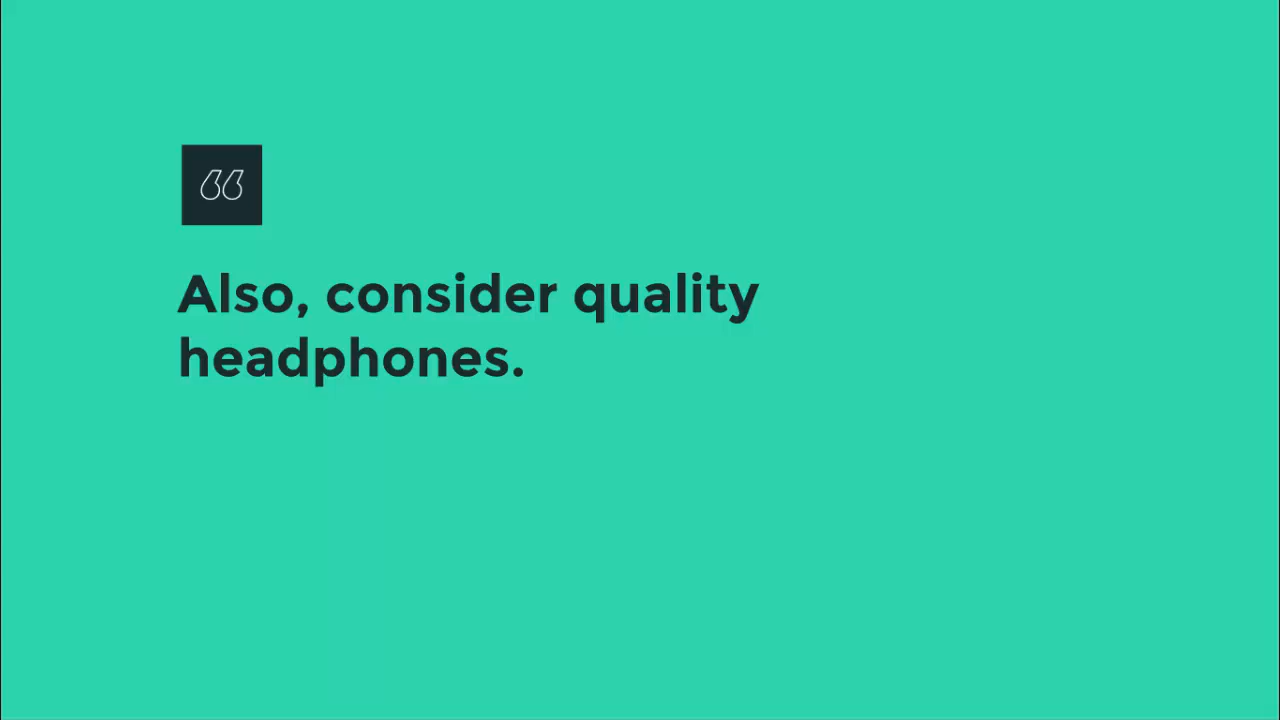 “
Also, consider quality
headphones.